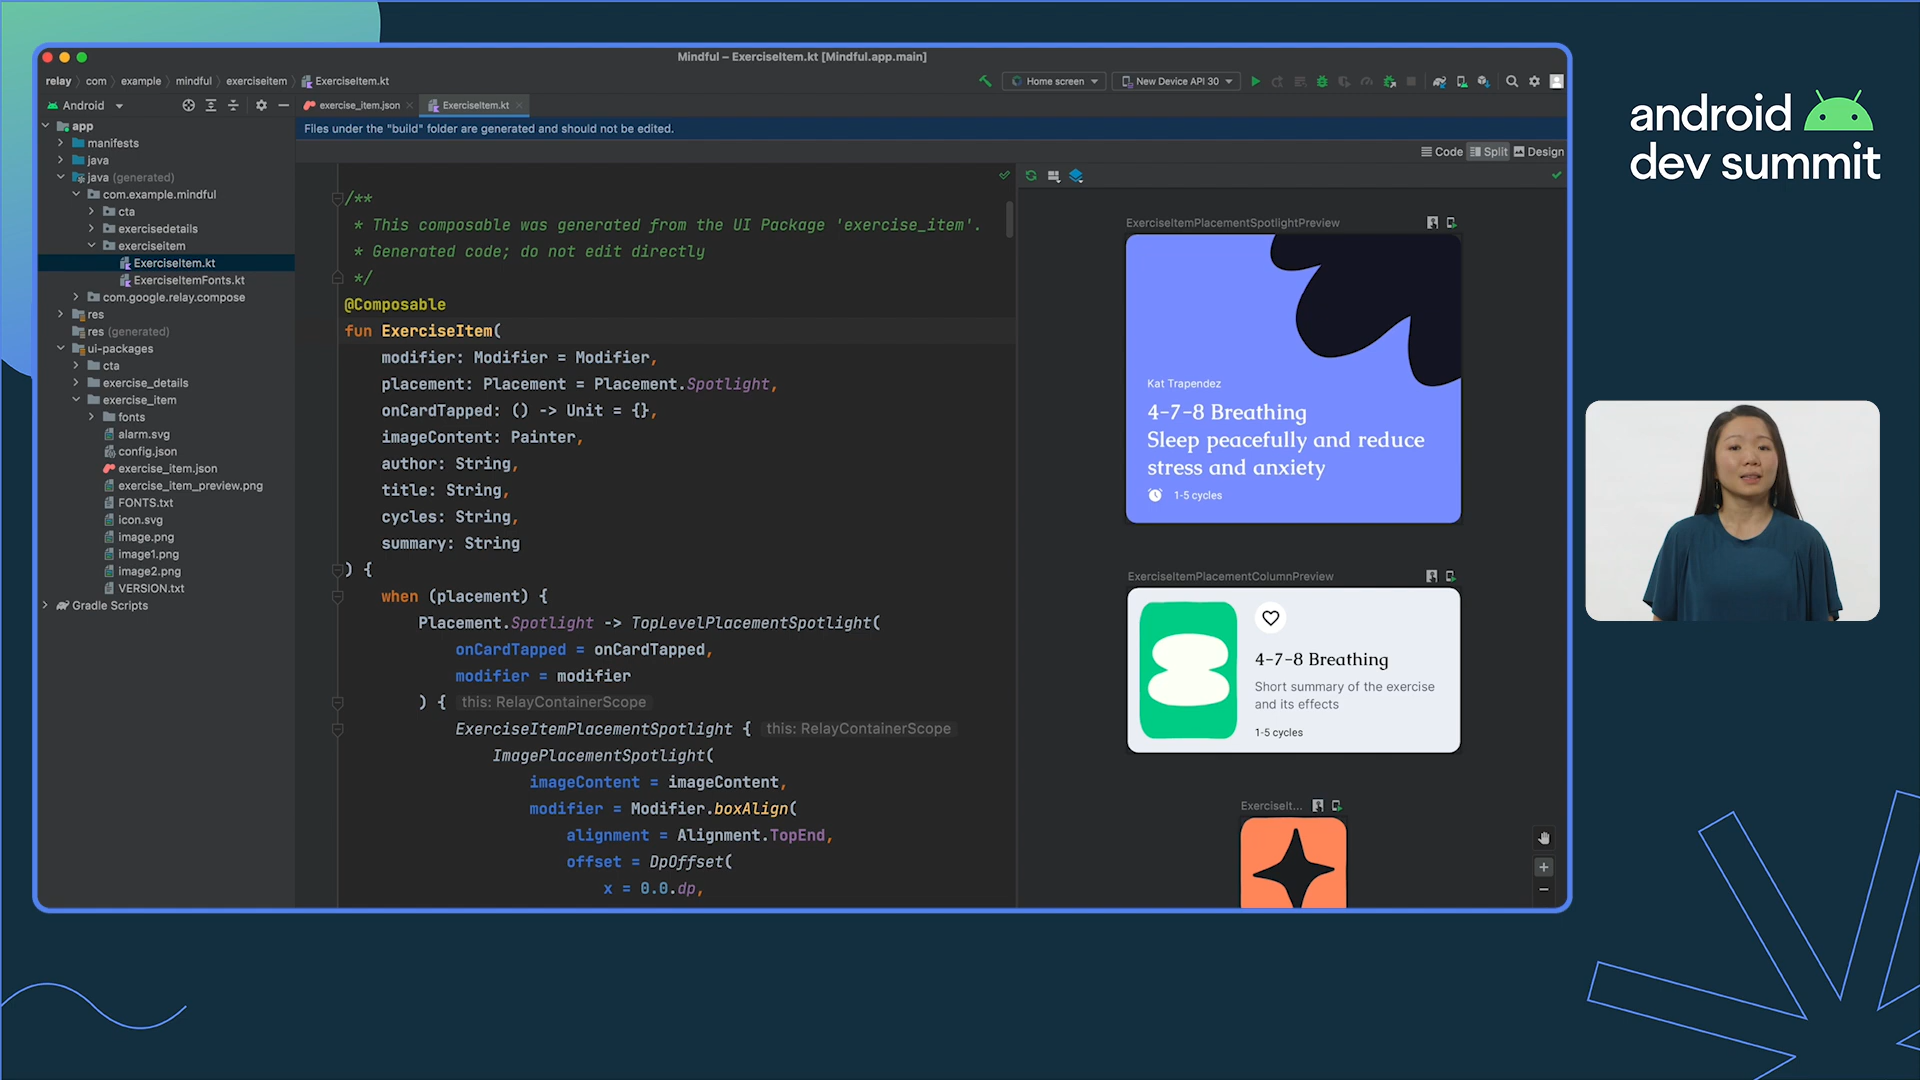 Mindful – ExerciseItem.kt [Mindful.app.main]
relay com example mindful exerciseitem ExerciseItem.kt
Home screen New Device API 30
Android
exercise_item.json ExerciseItem.kt
app
manifests
java
java (generated)
com.example.mindful
cta
exercisedetails
exerciseitem
ExerciseItem.kt
ExerciseItemFonts.kt
com.google.relay.compose
res
res (generated)
ui-packages
cta
exercise_details
exercise_item
fonts
alarm.svg
config.json
exercise_item.json
exercise_item_preview.png
FONTS.txt
icon.svg
image.png
image1.png
image2.png
VERSION.txt
Gradle Scripts
Files under the "build" folder are generated and should not be edited.
Code Split Design
/**
* This composable was generated from the UI Package 'exercise_item'.
* Generated code; do not edit directly
*/
@Composable
fun ExerciseItem(
modifier: Modifier = Modifier,
placement: Placement = Placement.Spotlight,
onCardTapped: () -> Unit = {},
imageContent: Painter,
author: String,
title: String,
cycles: String,
summary: String
) {
when (placement) {
Placement.Spotlight -> TopLevelPlacementSpotlight(
onCardTapped = onCardTapped,
modifier = modifier
) { this: RelayContainerScope
ExerciseItemPlacementSpotlight { this: RelayContainerScope
ImagePlacementSpotlight(
imageContent = imageContent,
modifier = Modifier.boxAlign(
alignment = Alignment.TopEnd,
offset = DpOffset(
x = 0.0.dp,
ExerciseItemPlacementSpotlightPreview
Kat Trapendez
4-7-8 Breathing
Sleep peacefully and reduce
stress and anxiety
1-5 cycles
ExerciseItemPlacementColumnPreview
4-7-8 Breathing
Short summary of the exercise
and its effects
1-5 cycles
ExerciseIt...
android
dev summit